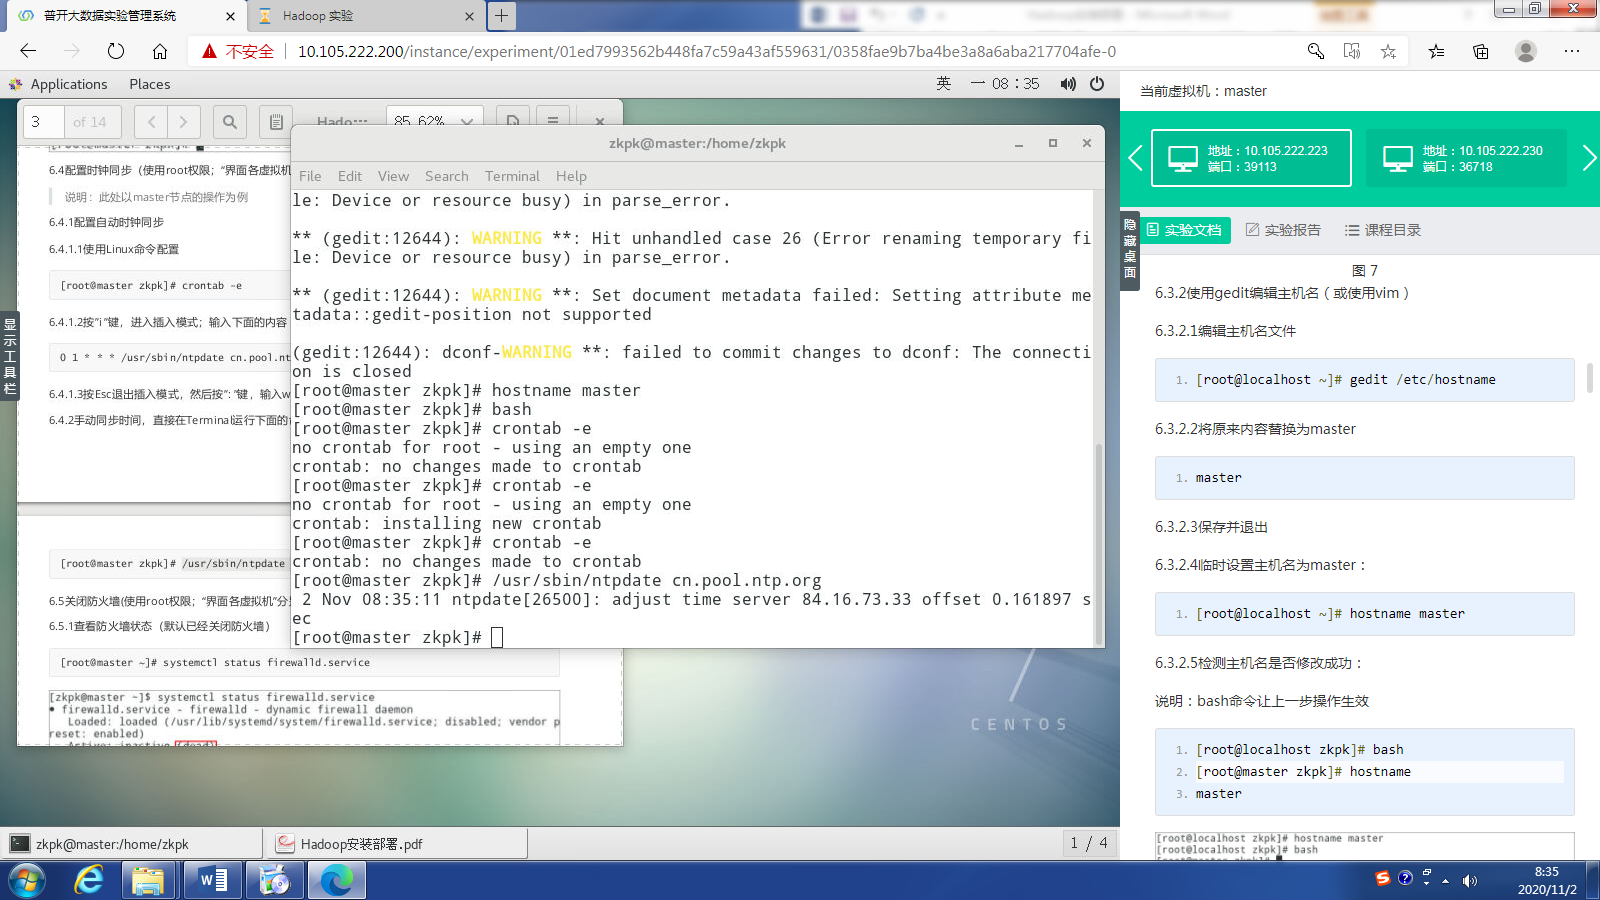 普开大数据实验管理系统
Hadoop 实验
不安全
10.105.222.200/instance/experiment/01ed7993562b448fa7c59a43af559631/0358fae9b7ba4be3a8a6aba217704afe-0
Applications Places
英 一 08：35
3 of 14
Hado···
85.62%
6.4配置时钟同步（使用root权限；“界面各虚拟机
说明：此处以master节点的操作为例
6.4.1配置自动时钟同步
6.4.1.1使用Linux命令配置
[root@master zkpk]# crontab -e
6.4.1.2按"i"键，进入插入模式；输入下面的内容
0 1 * * * /usr/sbin/ntpdate cn.pool.nt
6.4.1.3按Esc退出插入模式，然后按":"键，输入w
6.4.2手动同步时间，直接在Terminal运行下面的
[root@master zkpk]# /usr/sbin/ntpdate
6.5关闭防火墙(使用root权限；“界面各虚拟机”分
6.5.1查看防火墙状态（默认已经关闭防火墙）
[root@master ~]# systemctl status firewalld.service
[zkpk@master ~]$ systemctl status firewalld.service
● firewalld.service - firewalld - dynamic firewall daemon
Loaded: loaded (/usr/lib/systemd/system/firewalld.service; disabled; vendor p
reset: enabled)
Active: inactive (dead)
zkpk@master:/home/zkpk
File Edit View Search Terminal Help
le: Device or resource busy) in parse_error.
** (gedit:12644): WARNING **: Hit unhandled case 26 (Error renaming temporary fi
le: Device or resource busy) in parse_error.
** (gedit:12644): WARNING **: Set document metadata failed: Setting attribute me
tadata::gedit-position not supported
(gedit:12644): dconf-WARNING **: failed to commit changes to dconf: The connecti
on is closed
[root@master zkpk]# hostname master
[root@master zkpk]# bash
[root@master zkpk]# crontab -e
no crontab for root - using an empty one
crontab: no changes made to crontab
[root@master zkpk]# crontab -e
no crontab for root - using an empty one
crontab: installing new crontab
[root@master zkpk]# crontab -e
crontab: no changes made to crontab
[root@master zkpk]# /usr/sbin/ntpdate cn.pool.ntp.org
2 Nov 08:35:11 ntpdate[26500]: adjust time server 84.16.73.33 offset 0.161897 s
ec
[root@master zkpk]#
CENTOS
显示工具栏
隐藏桌面
zkpk@master:/home/zkpk
Hadoop安装部署.pdf
1 / 4
当前虚拟机：master
地址：10.105.222.223
端口：39113
地址：10.105.222.230
端口：36718
实验文档 实验报告 课程目录
图 7
6.3.2使用gedit编辑主机名（或使用vim）
6.3.2.1编辑主机名文件
1. [root@localhost ~]# gedit /etc/hostname
6.3.2.2将原来内容替换为master
1. master
6.3.2.3保存并退出
6.3.2.4临时设置主机名为master：
1. [root@localhost ~]# hostname master
6.3.2.5检测主机名是否修改成功：
说明：bash命令让上一步操作生效
1. [root@localhost zkpk]# bash
2. [root@master zkpk]# hostname
3. master
[root@localhost zkpk]# hostname master
[root@localhost zkpk]# bash
8:35
2020/11/2